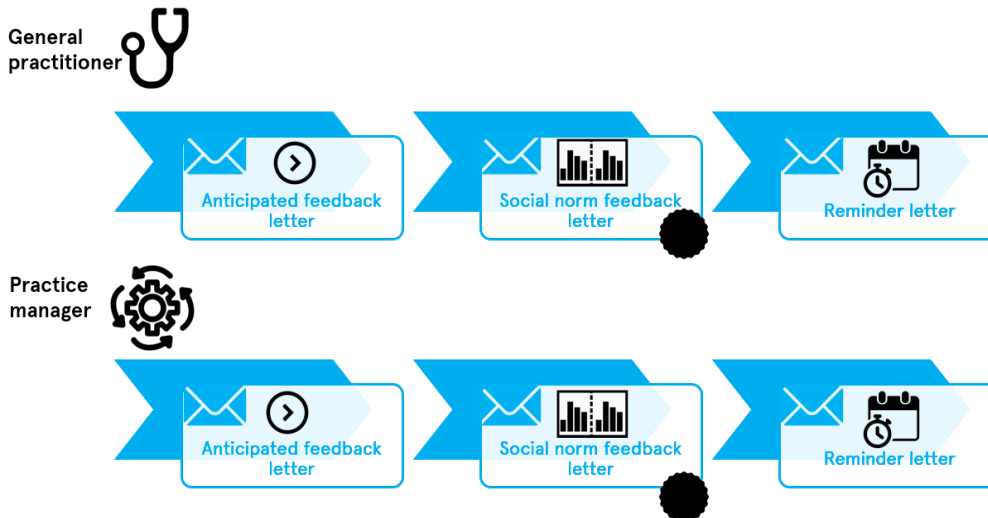 General
practitioner
Anticipated feedback
letter
Social norm feedback
letter
Reminder letter
Practice
manager
Anticipated feedback
letter
Social norm feedback
letter
Reminder letter